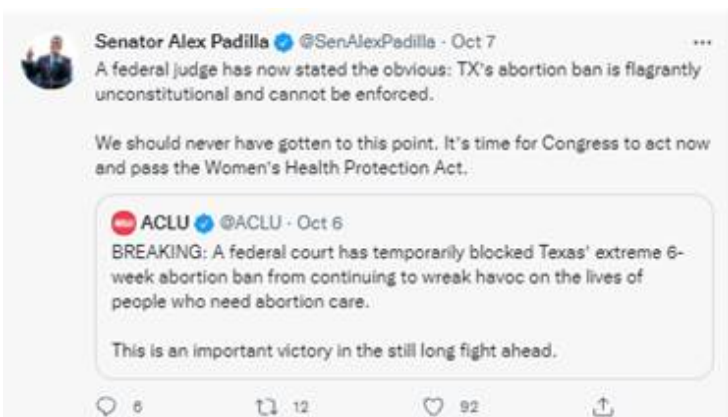 Senator Alex Padilla @SenAlexPadilla · Oct 7
A federal judge has now stated the obvious: TX's abortion ban is flagrantly
unconstitutional and cannot be enforced.
We should never have gotten to this point. It's time for Congress to act now
and pass the Women's Health Protection Act.
ACLU @ACLU · Oct 6
BREAKING: A federal court has temporarily blocked Texas' extreme 6-
week abortion ban from continuing to wreak havoc on the lives of
people who need abortion care.
This is an important victory in the still long fight ahead.
6 12 92